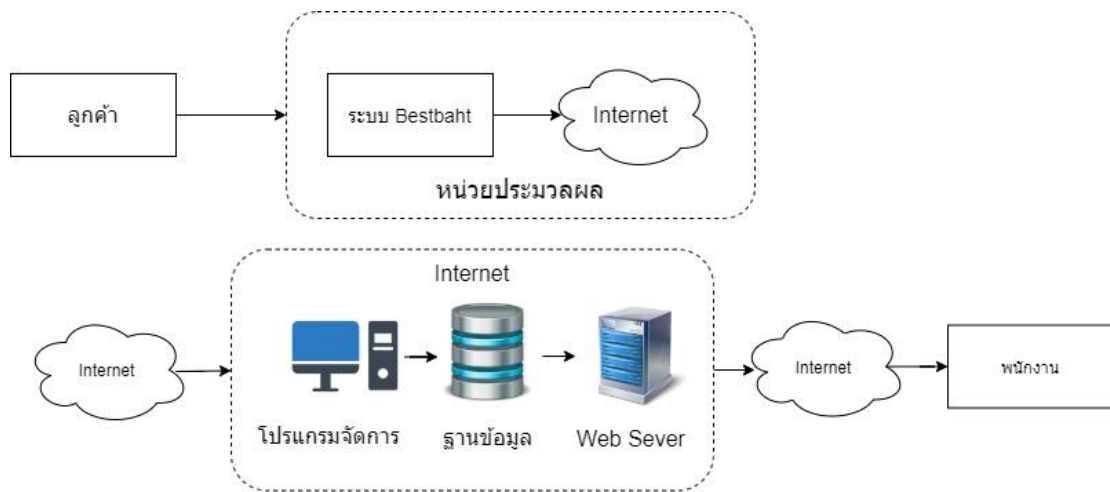 ลูกค้า
ระบบ Bestbaht
Internet
หน่วยประมวลผล
Internet
Internet
โปรแกรมจัดการ
ฐานข้อมูล
Web Sever
Internet
พนักงาน